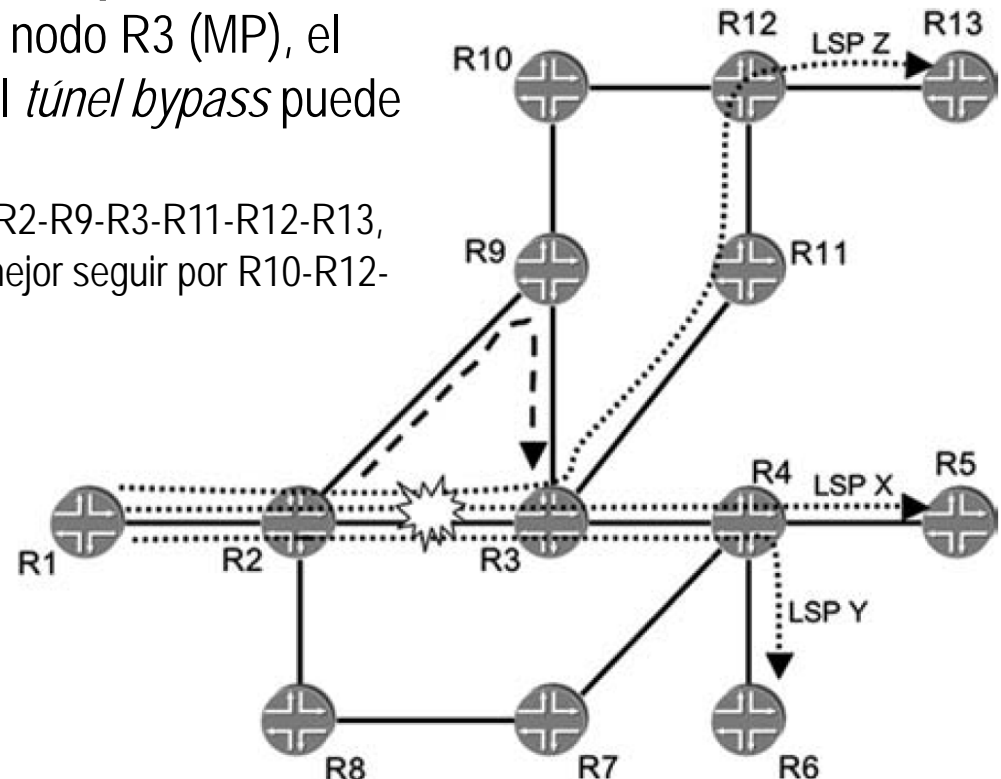 nodo R3 (MP), el
l túnel bypass puede
R2-R9-R3-R11-R12-R13,
mejor seguir por R10-R12-
R12
LSP Z
R13
R10
R9
R11
R4
LSP X
R5
R1
R2
R3
LSP Y
R8
R7
R6